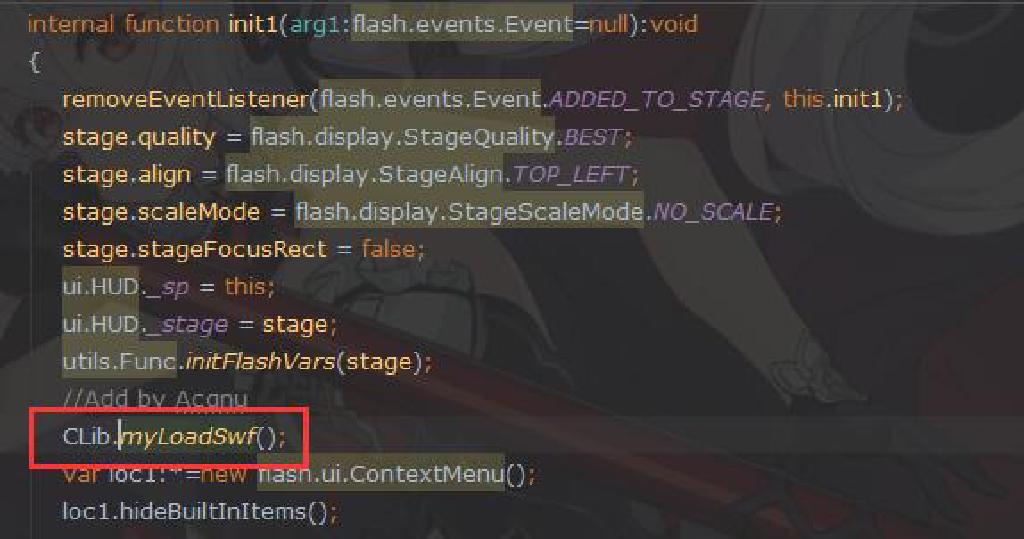 internal function init1(arg1:flash.events.Event=null):void
{
removeEventListener(flash.events.Event.ADDED_TO_STAGE, this.init1);
stage.quality = flash.display.StageQuality.BEST;
stage.align = flash.display.StageAlign.TOP_LEFT;
stage.scaleMode = flash.display.StageScaleMode.NO_SCALE;
stage.stageFocusRect = false;
ui.HUD._sp = this;
ui.HUD._stage = stage;
utils.Func.initFlashVars(stage);
//Add by Acqnu
CLib.myLoadSwf();
var loc1:*=new flash.ui.ContextMenu();
loc1.hideBuiltInItems();